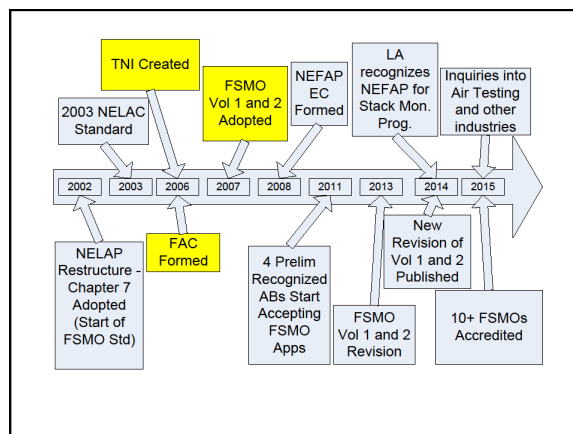 TNI Created
2003 NELAC
Standard
FSMO
Vol 1 and 2
Adopted
NEFAP
EC
Formed
LA
recognizes
NEFAP for
Stack Mon.
Prog.
Inquiries into
Air Testing
and other
industries
2002
2003
2006
2007
2008
2011
2013
2014
2015
NELAP
Restructure -
Chapter 7
Adopted
(Start of
FSMO Std)
FAC
Formed
4 Prelim
Recognized
ABs Start
Accepting
FSMO
Apps
FSMO
Vol 1 and 2
Revision
New
Revision of
Vol 1 and 2
Published
10+ FSMOs
Accredited